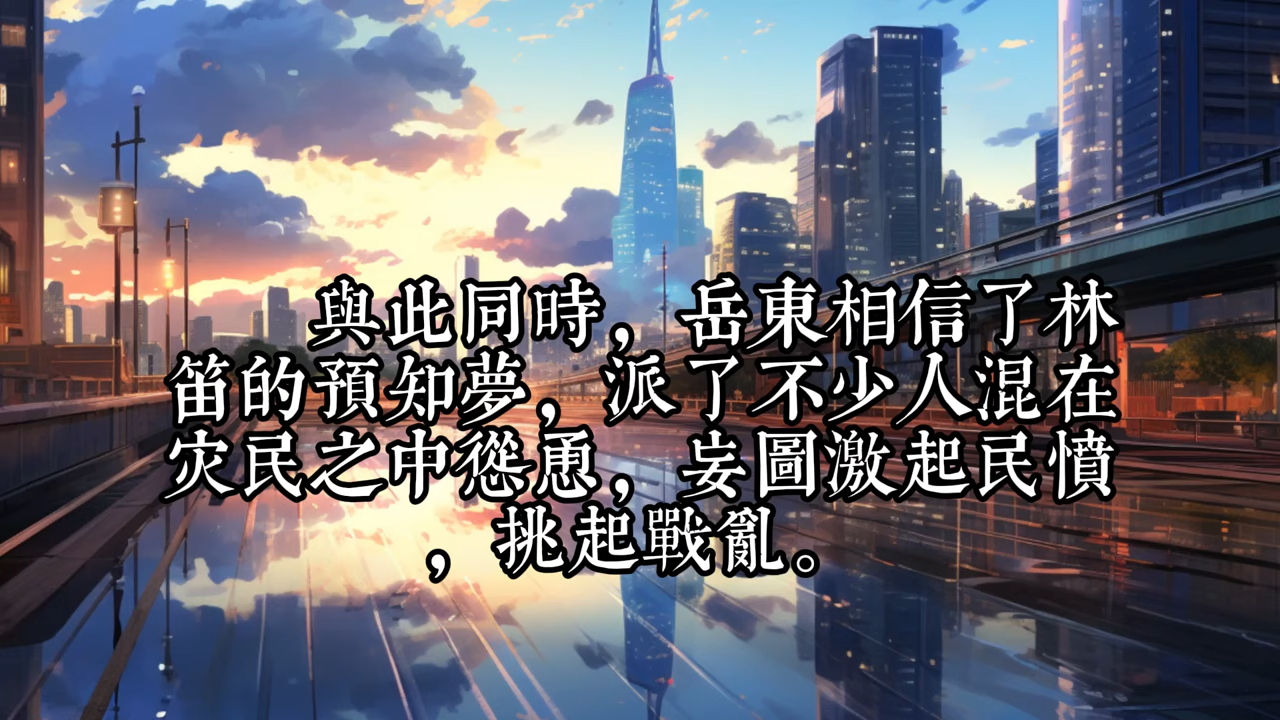 與此同時，岳東相信了林
笛的預知夢，派了不少人混在
灾民之中慫恿，妄圖激起民憤
，挑起戰亂。